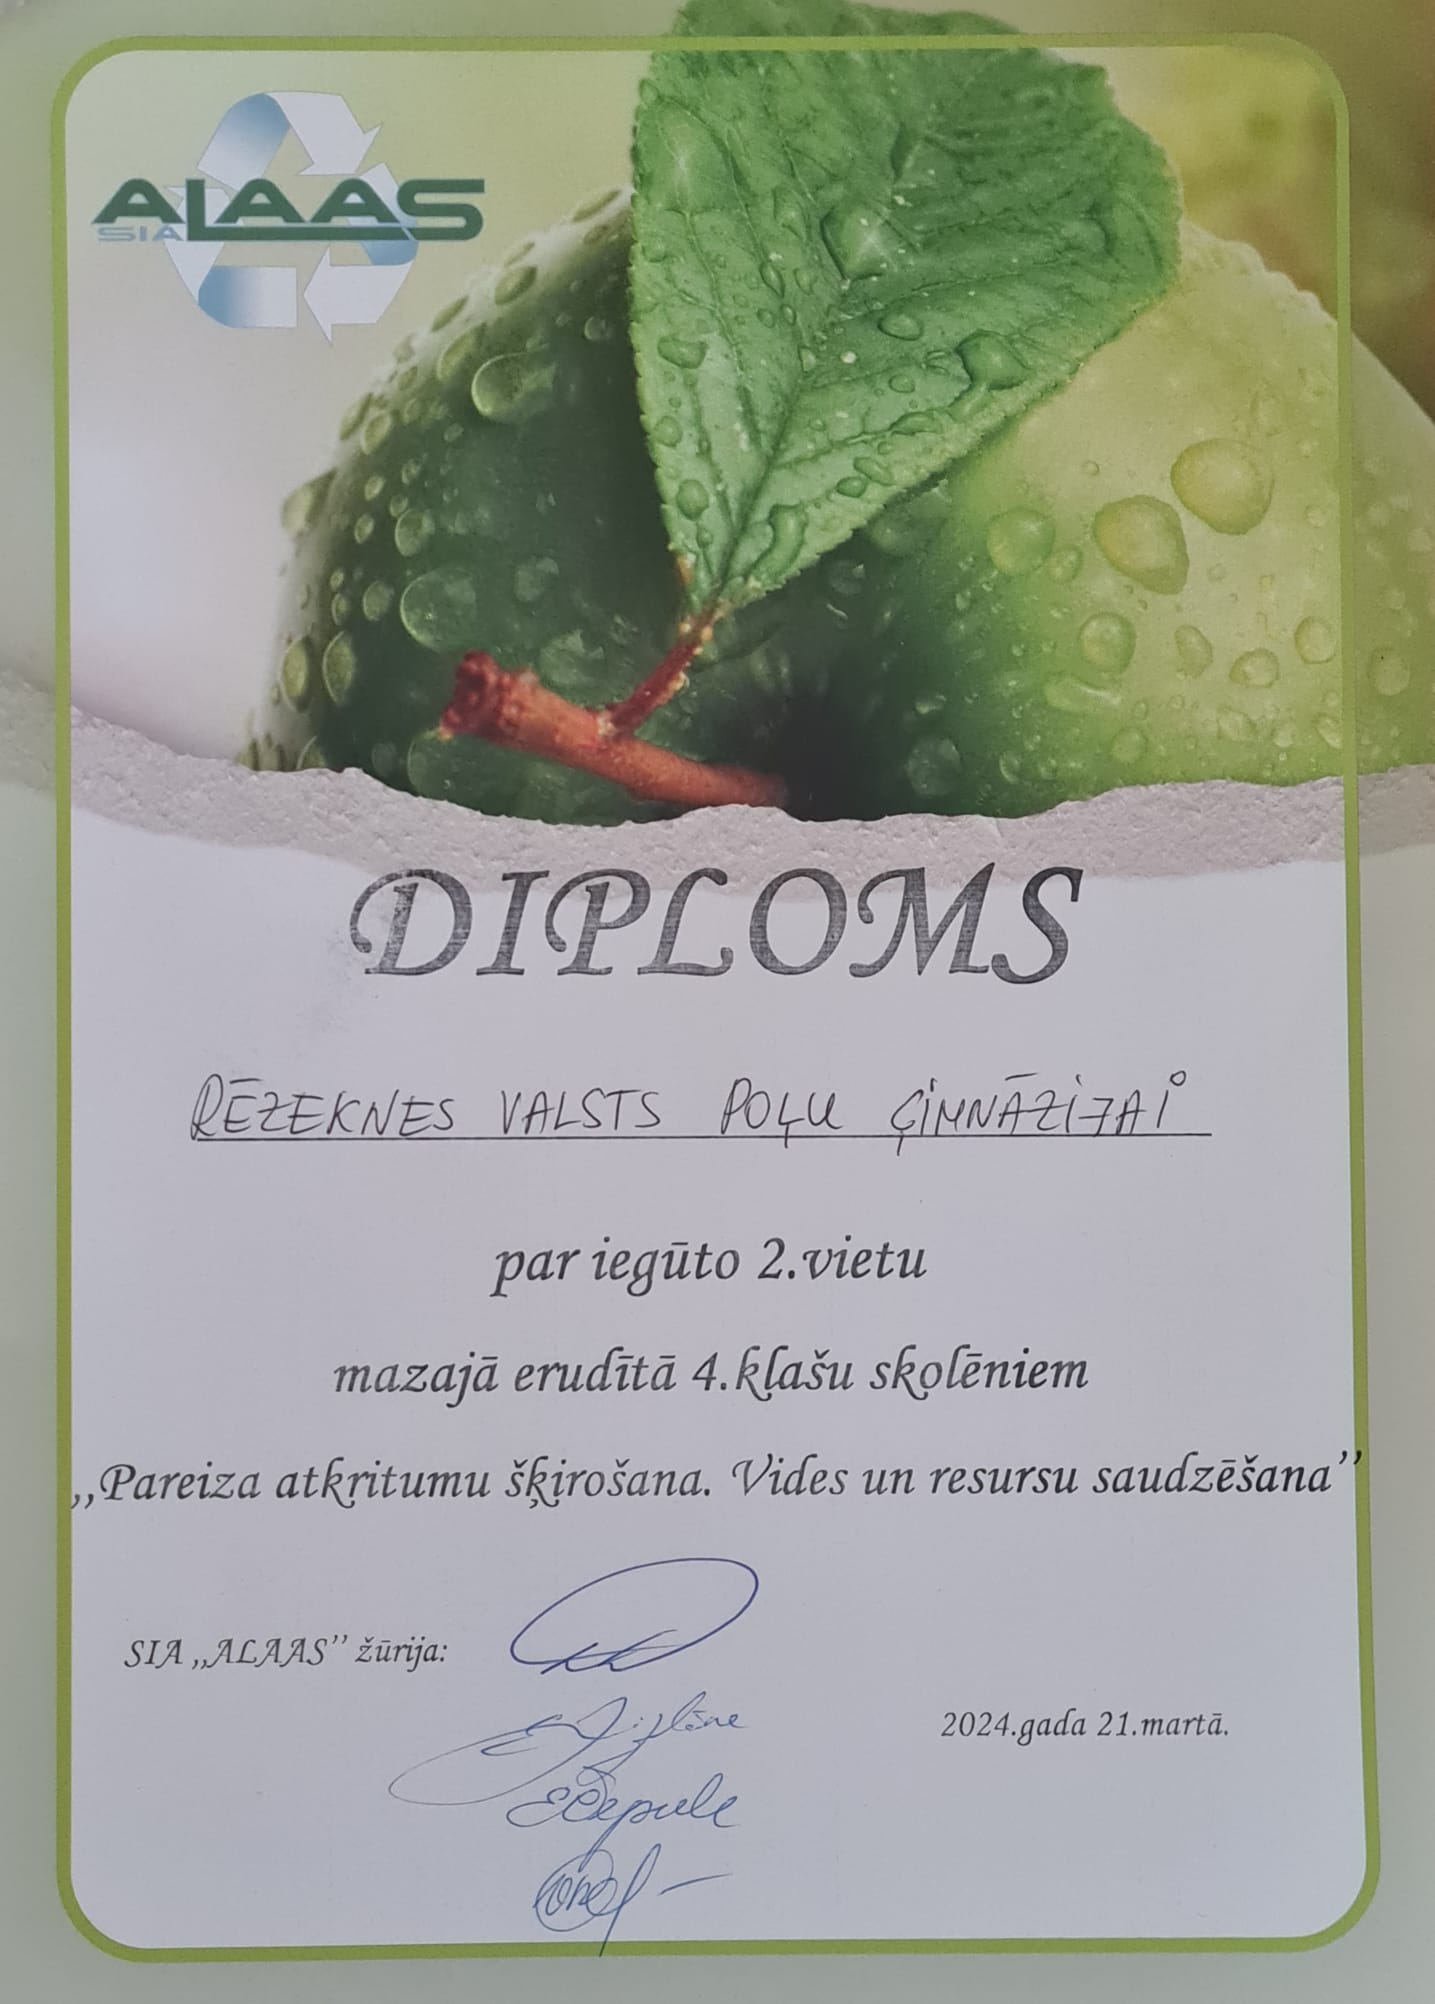 ALAAS
SIA
DIPLOMS
RĒZEKNES VALSTS POĻU ĢIMNĀZIJAI
par iegūto 2.vietu
mazajā erudītā 4.klašu skolēniem
,,Pareiza atkritumu šķirošana. Vides un resursu saudzēšana’’
SIA ,,ALAAS’’ žūrija:
2024.gada 21.martā.